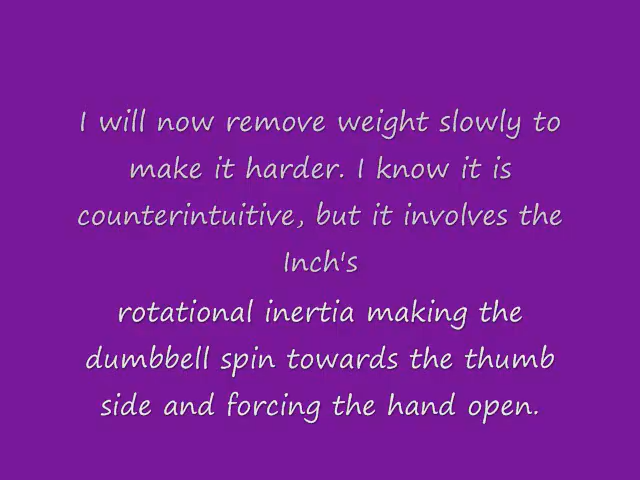 I will now remove weight slowly to
make it harder. I know it is
counterintuitive, but it involves the
Inch's
rotational inertia making the
dumbbell spin towards the thumb
side and forcing the hand open.